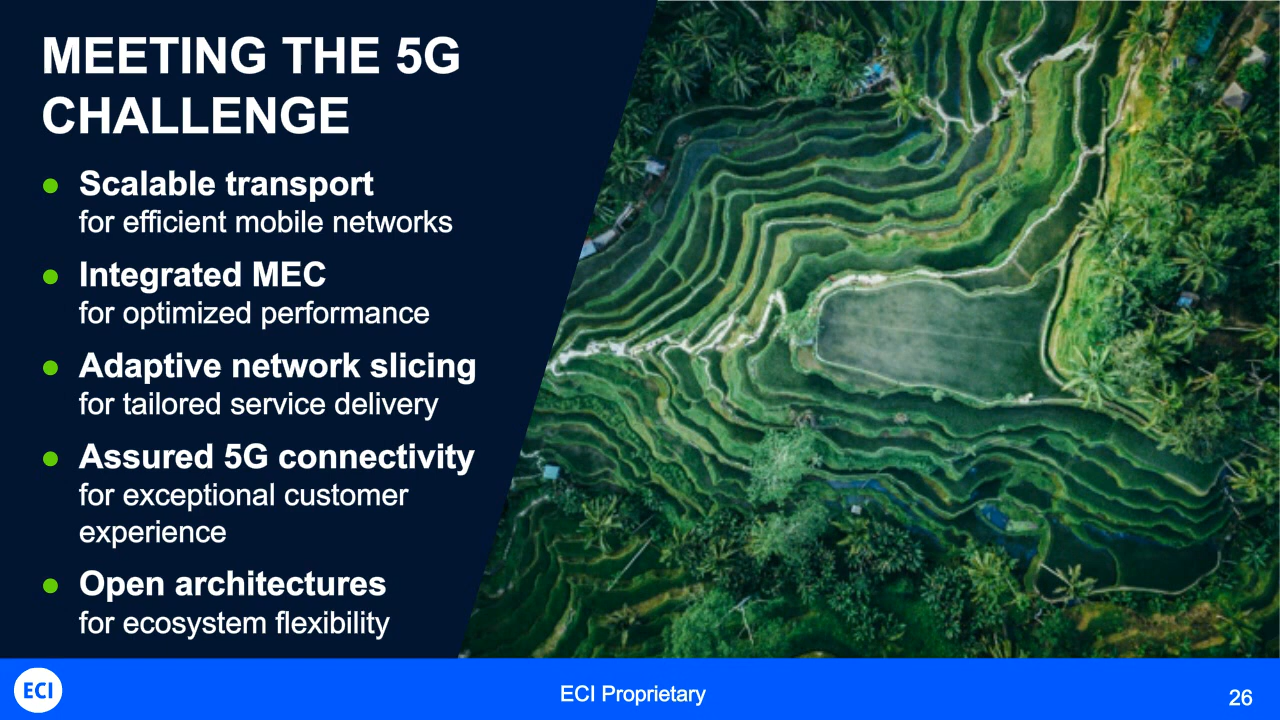 MEETING THE 5G
CHALLENGE
● Scalable transport
for efficient mobile networks
● Integrated MEC
for optimized performance
● Adaptive network slicing
for tailored service delivery
● Assured 5G connectivity
for exceptional customer
experience
● Open architectures
for ecosystem flexibility
ECI
ECI Proprietary
26